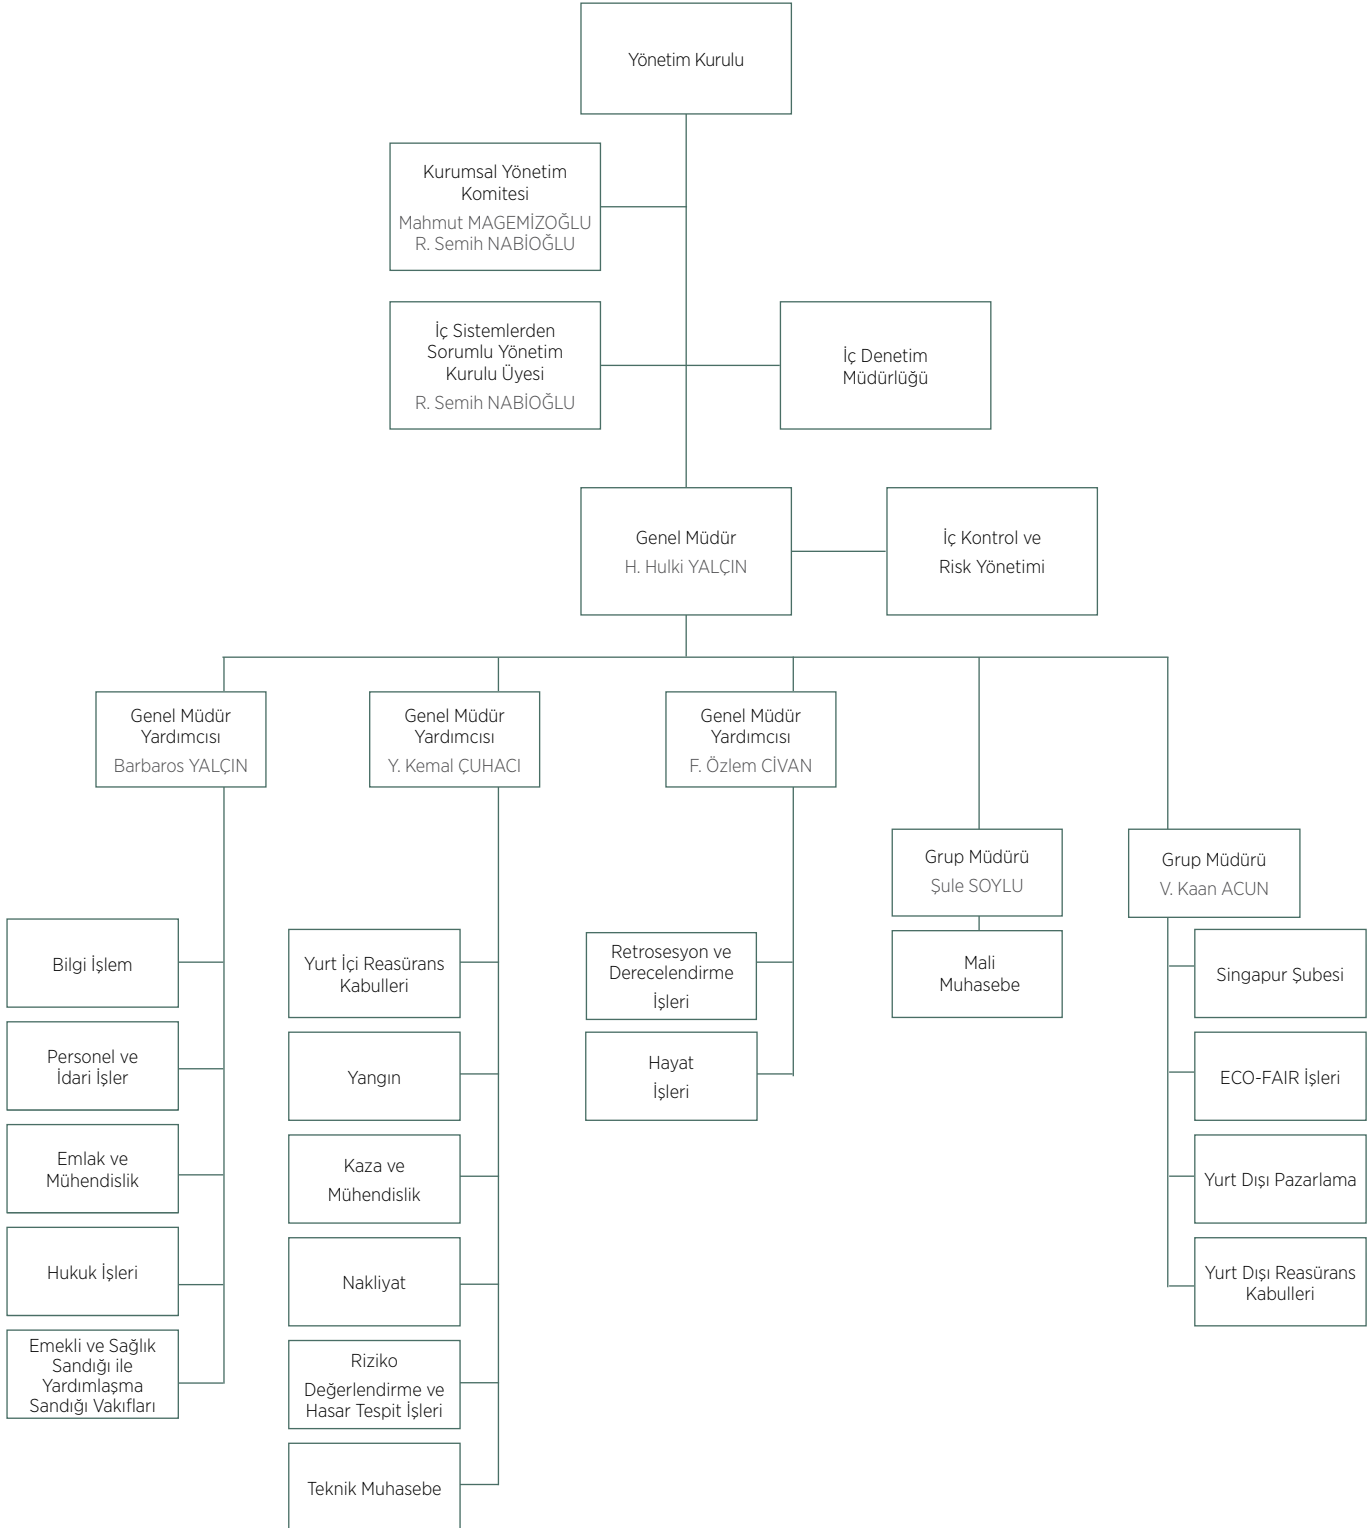 Yönetim Kurulu
Kurumsal Yönetim
Komitesi
Mahmut MAGEMİZOĞLU
R. Semih NABİOĞLU
İç Sistemlerden
Sorumlu Yönetim
Kurulu Üyesi
R. Semih NABİOĞLU
İç Denetim
Müdürlüğü
Genel Müdür
H. Hulki YALÇIN
İç Kontrol ve
Risk Yönetimi
Genel Müdür
Yardımcısı
Barbaros YALÇIN
Genel Müdür
Yardımcısı
Y. Kemal ÇUHACI
Genel Müdür
Yardımcısı
F. Özlem CİVAN
Grup Müdürü
Şule SOYLU
Grup Müdürü
V. Kaan ACUN
Bilgi İşlem
Personel ve
İdari İşler
Emlak ve
Mühendislik
Hukuk İşleri
Emekli ve Sağlık
Sandığı ile
Yardımlaşma
Sandığı Vakıfları
Yurt İçi Reasürans
Kabulleri
Yangın
Kaza ve
Mühendislik
Nakliyat
Riziko
Değerlendirme ve
Hasar Tespit İşleri
Teknik Muhasebe
Retrosesyon ve
Derecelendirme
İşleri
Hayat
İşleri
Mali
Muhasebe
Singapur Şubesi
ECO-FAIR İşleri
Yurt Dışı Pazarlama
Yurt Dışı Reasürans
Kabulleri